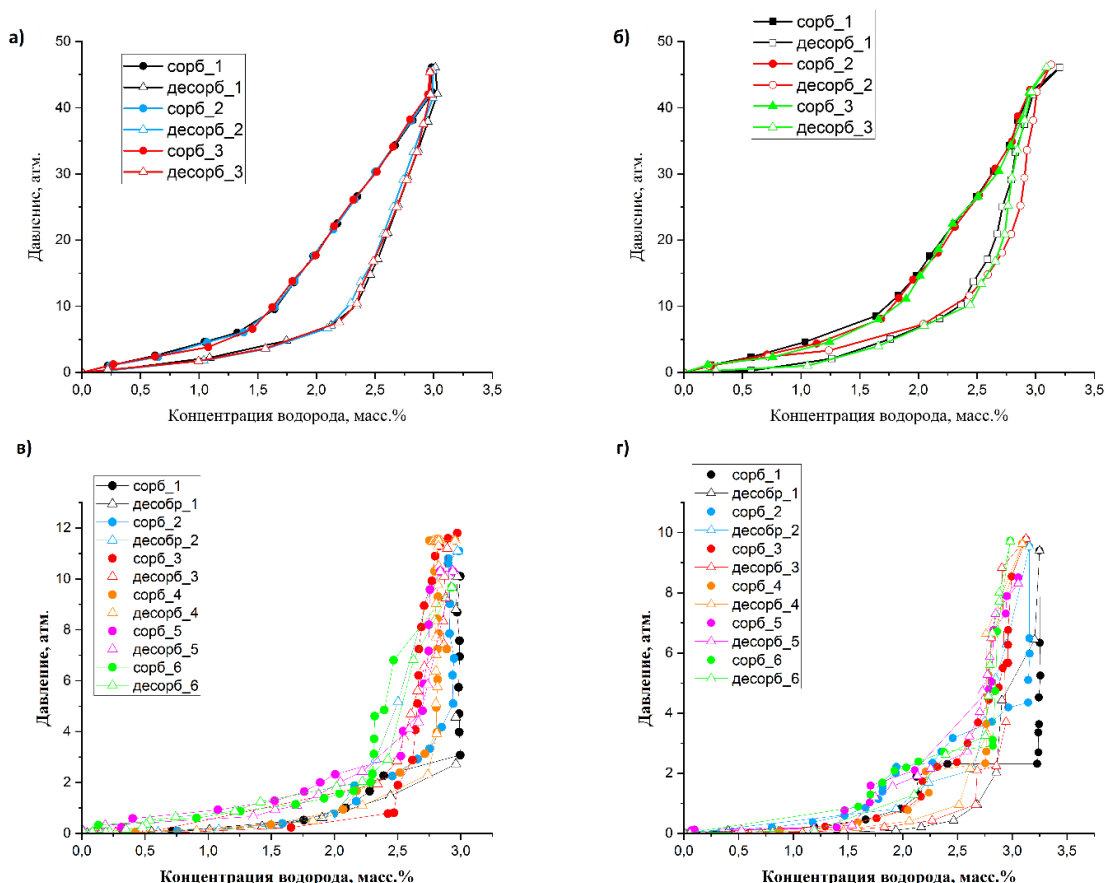 а)
50
40
30
20
10
0
Давление, атм.
сорб_1
десорб_1
сорб_2
десорб_2
сорб_3
десорб_3
0,0 0,5 1,0 1,5 2,0 2,5 3,0 3,5
Концентрация водорода, масс.%
б)
50
40
30
20
10
0
Давление, атм.
сорб_1
десорб_1
сорб_2
десорб_2
сорб_3
десорб_3
0,0 0,5 1,0 1,5 2,0 2,5 3,0 3,5
Концентрация водорода, масс.%
в)
12
10
8
6
4
2
0
Давление, атм.
сорб_1
десобр_1
сорб_2
десобр_2
сорб_3
десорб_3
сорб_4
десорб_4
сорб_5
десорб_5
сорб_6
десорб_6
0,0 0,5 1,0 1,5 2,0 2,5 3,0
Концентрация водорода, масс.%
г)
10
8
6
4
2
0
Давление, атм.
сорб_1
десобр_1
сорб_2
десобр_2
сорб_3
десорб_3
сорб_4
десорб_4
сорб_5
десорб_5
сорб_6
десорб_6
0,0 0,5 1,0 1,5 2,0 2,5 3,0 3,5
Концентрация водорода, масс.%